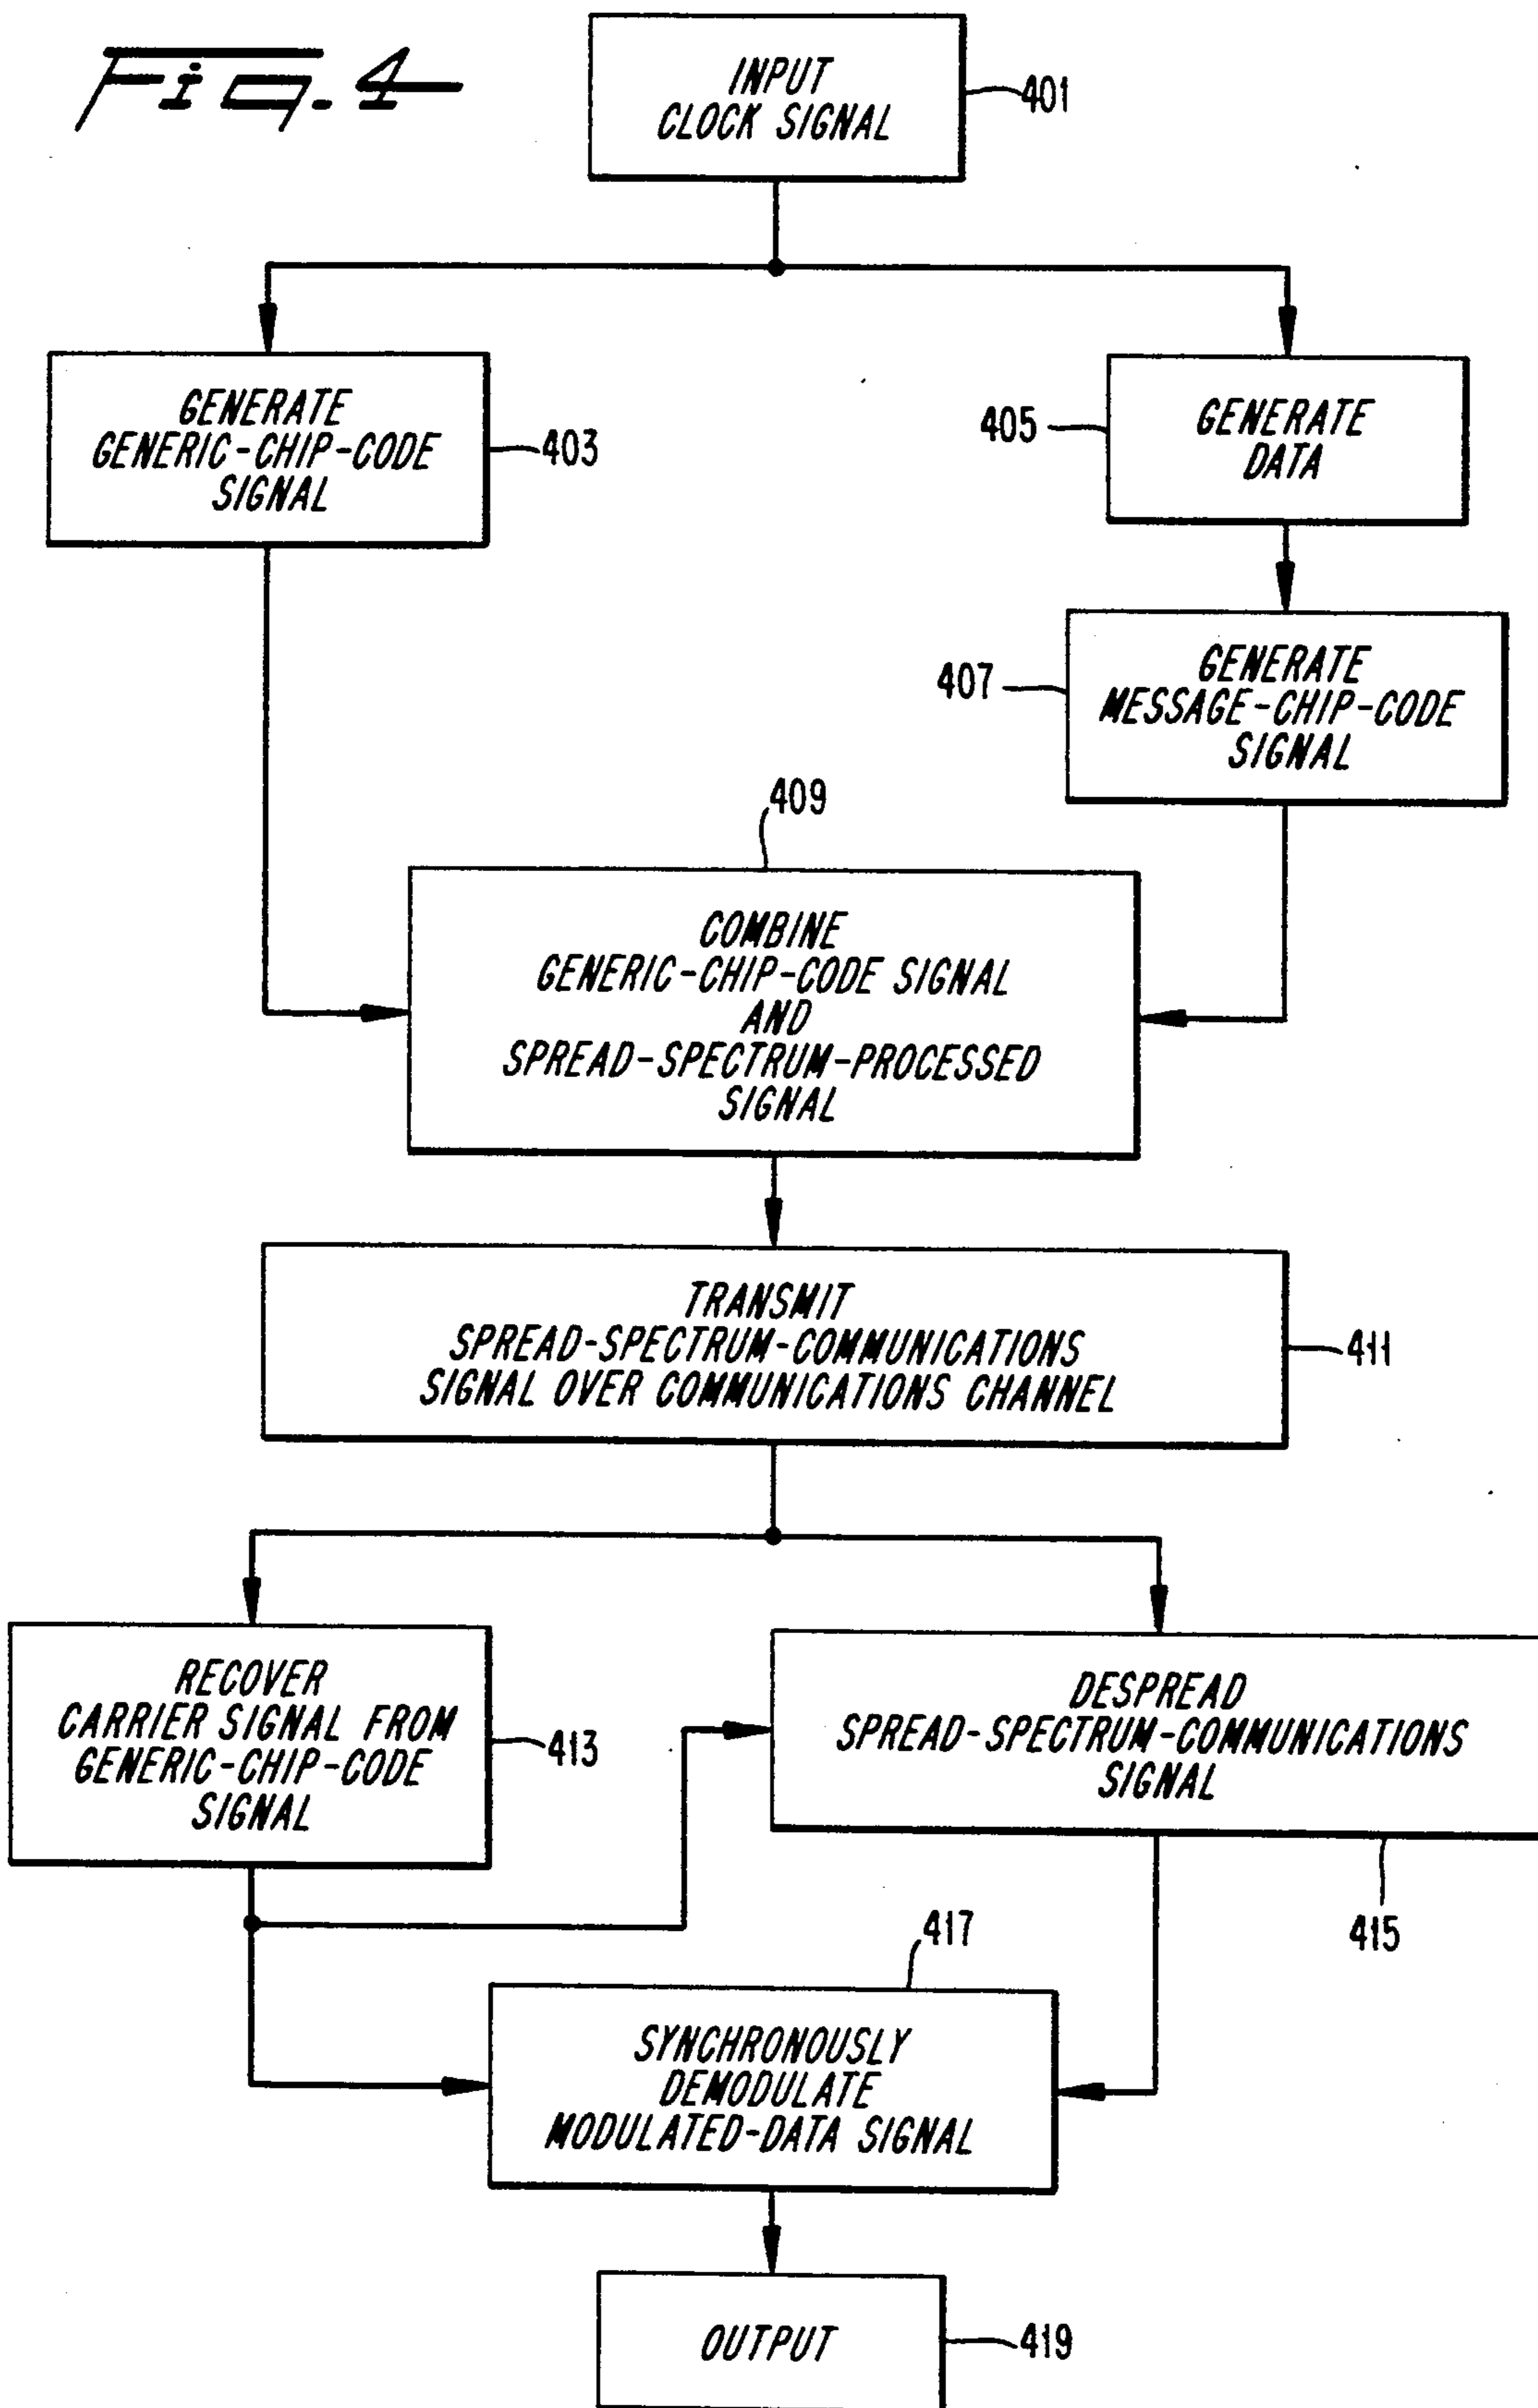 Fig. 4
INPUT
CLOCK SIGNAL
401
GENERATE
GENERIC-CHIP-CODE
SIGNAL
403
405
GENERATE
DATA
407
GENERATE
MESSAGE-CHIP-CODE
SIGNAL
409
COMBINE
GENERIC-CHIP-CODE SIGNAL
AND
SPREAD-SPECTRUM-PROCESSED
SIGNAL
TRANSMIT
SPREAD-SPECTRUM-COMMUNICATIONS
SIGNAL OVER COMMUNICATIONS CHANNEL
411
RECOVER
CARRIER SIGNAL FROM
GENERIC-CHIP-CODE
SIGNAL
413
DESPREAD
SPREAD-SPECTRUM-COMMUNICATIONS
SIGNAL
415
417
SYNCHRONOUSLY
DEMODULATE
MODULATED-DATA SIGNAL
OUTPUT
419